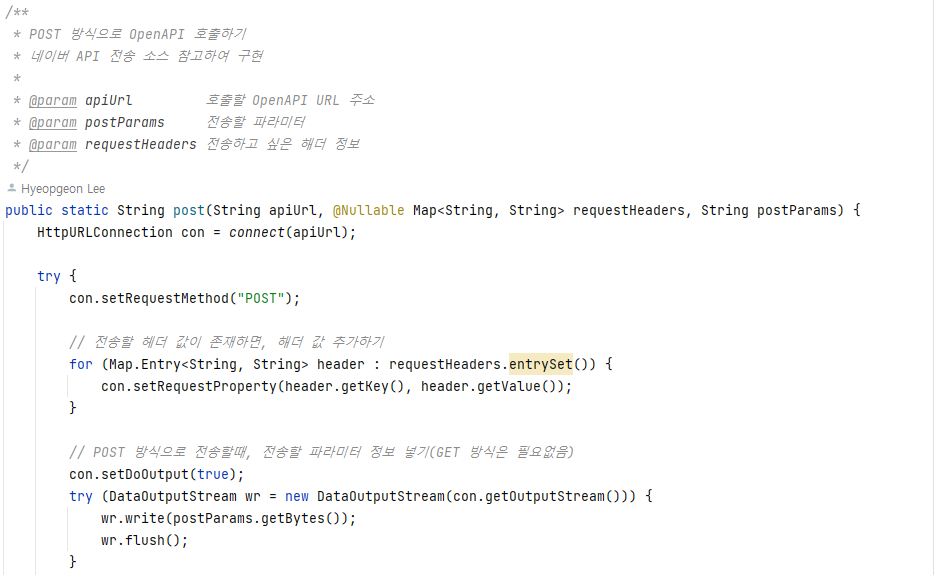 /**
 * POST 방식으로 OpenAPI 호출하기
 * 네이버 API 전송 소스 참고하여 구현
 *
 * @param apiUrl         호출할 OpenAPI URL 주소
 * @param postParams     전송할 파라미터
 * @param requestHeaders 전송하고 싶은 헤더 정보
 */
Hyeopgeon Lee
public static String post(String apiUrl, @Nullable Map<String, String> requestHeaders, String postParams) {
    HttpURLConnection con = connect(apiUrl);
    try {
        con.setRequestMethod("POST");
        // 전송할 헤더 값이 존재하면, 헤더 값 추가하기
        for (Map.Entry<String, String> header : requestHeaders.entrySet()) {
            con.setRequestProperty(header.getKey(), header.getValue());
        }
        // POST 방식으로 전송할때, 전송할 파라미터 정보 넣기(GET 방식은 필요없음)
        con.setDoOutput(true);
        try (DataOutputStream wr = new DataOutputStream(con.getOutputStream())) {
            wr.write(postParams.getBytes());
            wr.flush();
        }